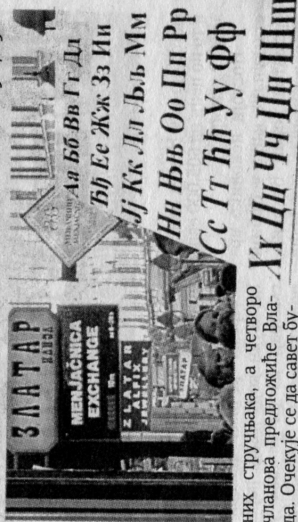 Аа Бб Вв Гг Дд
Ђђ Ее Жж Зз Ии
Јј Кк Лл Љљ Мм
Нн Њњ Оо Пп Рр
Сс Тт Ћћ Уу Фф
Хх Цц Чч Џџ Шш
ЗЛАТАР
MENJAČNICA
EXCHANGE
ZLATAR
них стручњака, а четворо
чланова предложиће Вла-
да. Очекује се да савет бу-